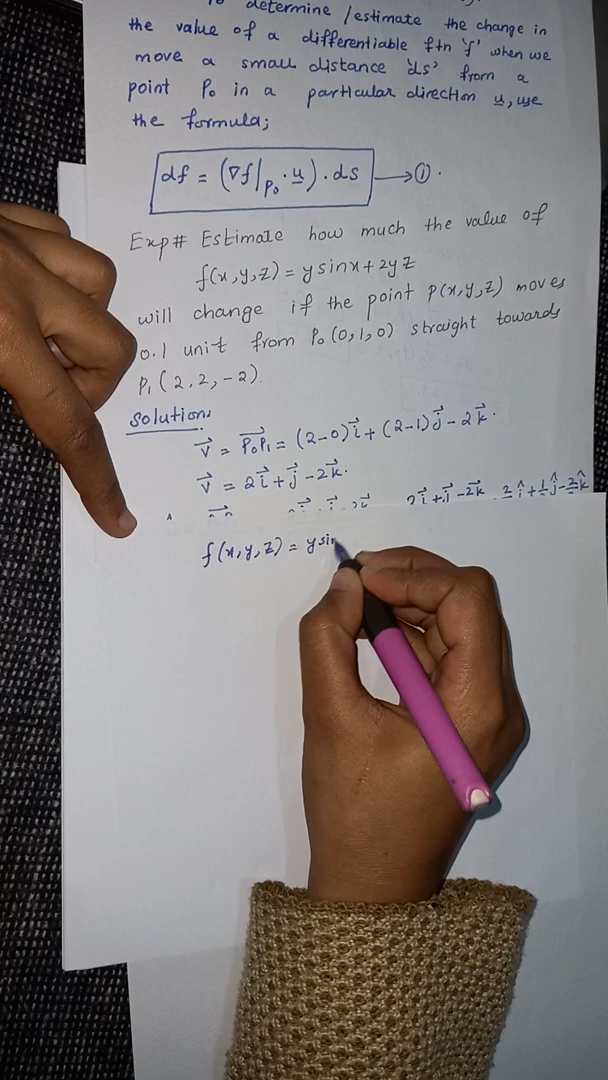 determine /estimate the change in
the value of a differentiable ftn 'f' when we
move a small distance 'ds' from a
point P₀ in a particular direction u, use
the formula;
df = (∇f|P₀ · u) · ds → ①.
Exp# Estimate how much the value of
f(x,y,z) = y sinx + 2yz
will change if the point P(x,y,z) moves
0.1 unit from P₀ (0,1,0) straight towards
P₁ (2,2,-2).
Solution:
V⃗ = P₀P₁⃗ = (2-0)i⃗ + (2-1)j⃗ - 2k⃗.
V⃗ = 2i⃗ + j⃗ - 2k⃗.
2i⃗ + j⃗ - 2k⃗
f(x,y,z) = y sin